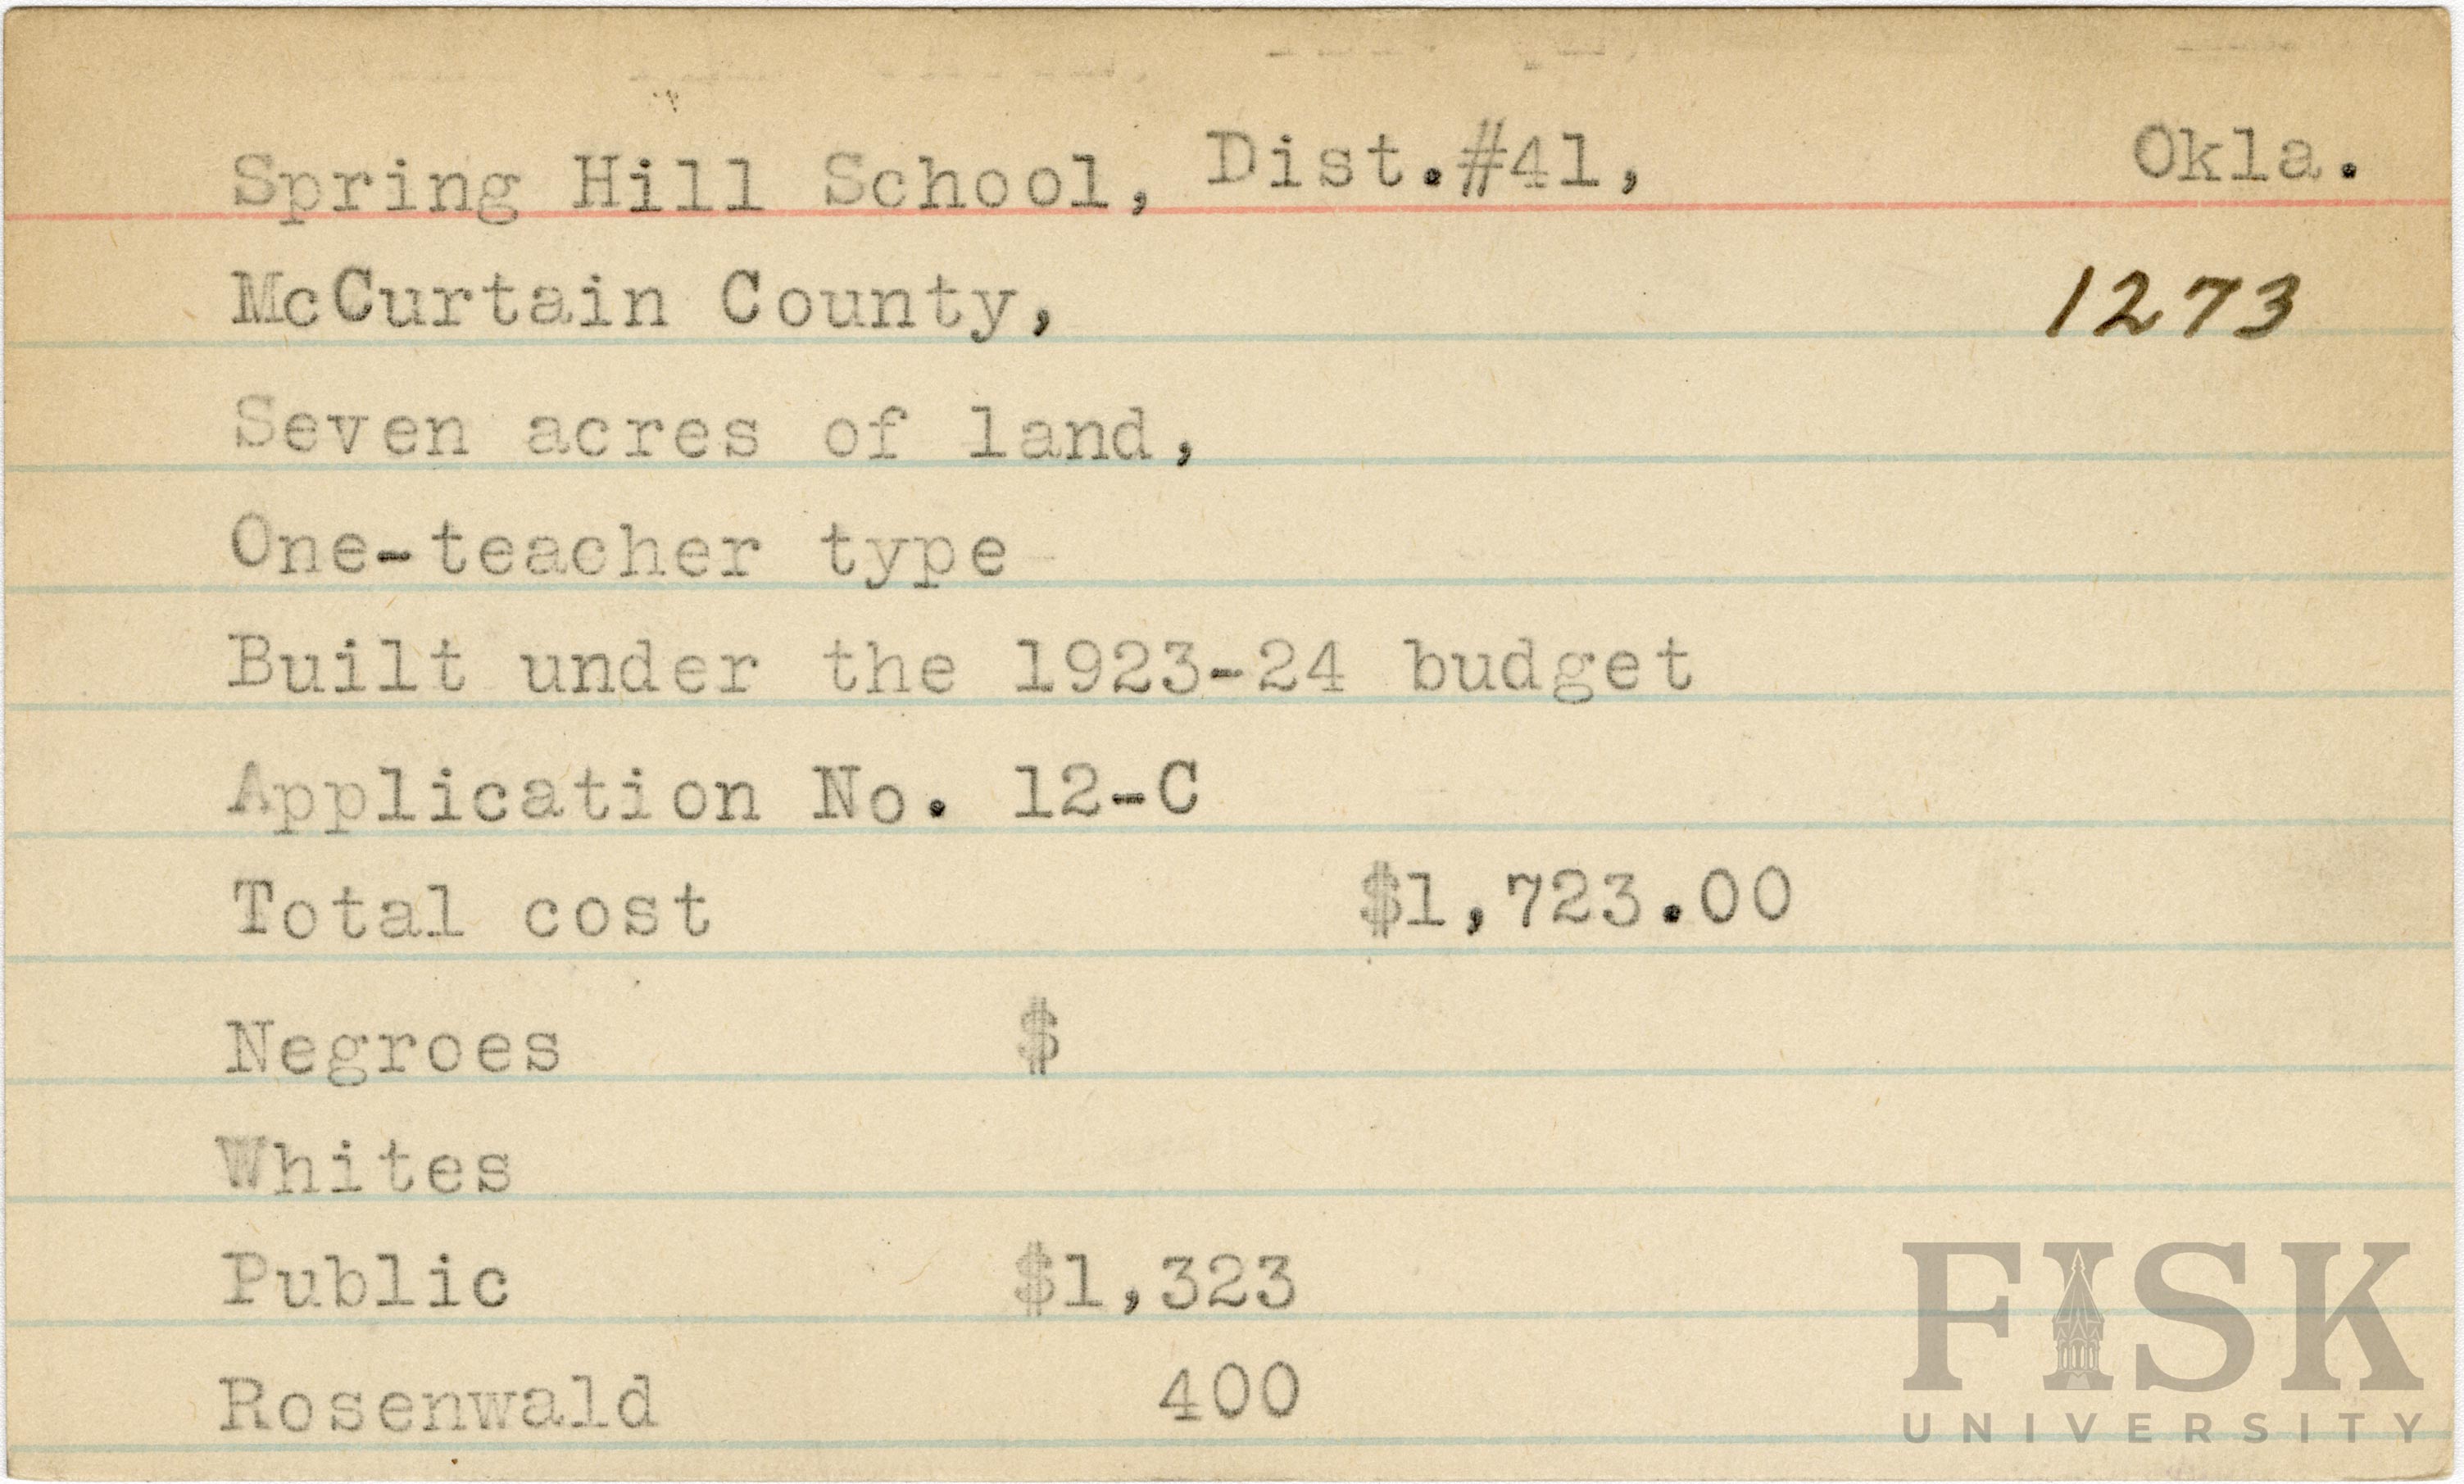 Spring Hill School, Dist.#41, Okla.
McCurtain County, 1273
Seven acres of land,
One-teacher type
Built under the 1923-24 budget
Application No. 12-C
Total cost $1,723.00
Negroes $
Whites
Public $1,323
Rosenwald 400
FISK
UNIVERSITY